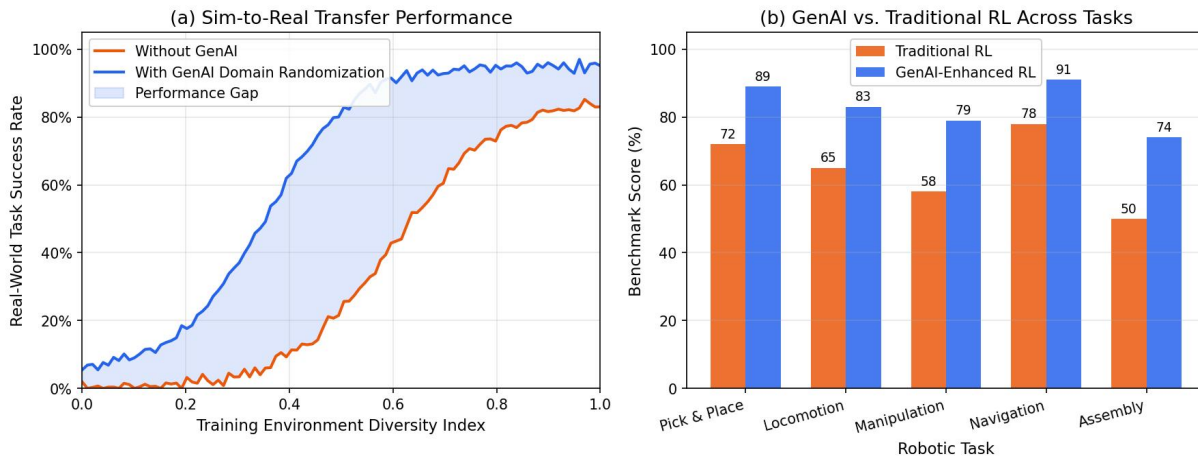 (a) Sim-to-Real Transfer Performance
Real-World Task Success Rate
100%
80%
60%
40%
20%
0%
Without GenAI
With GenAI Domain Randomization
Performance Gap
0.0 0.2 0.4 0.6 0.8 1.0
Training Environment Diversity Index
(b) GenAI vs. Traditional RL Across Tasks
Benchmark Score (%)
100
80
60
40
20
0
Traditional RL
GenAI-Enhanced RL
72 89 65 83 58 79 78 91 50 74
Pick & Place Locomotion Manipulation Navigation Assembly
Robotic Task